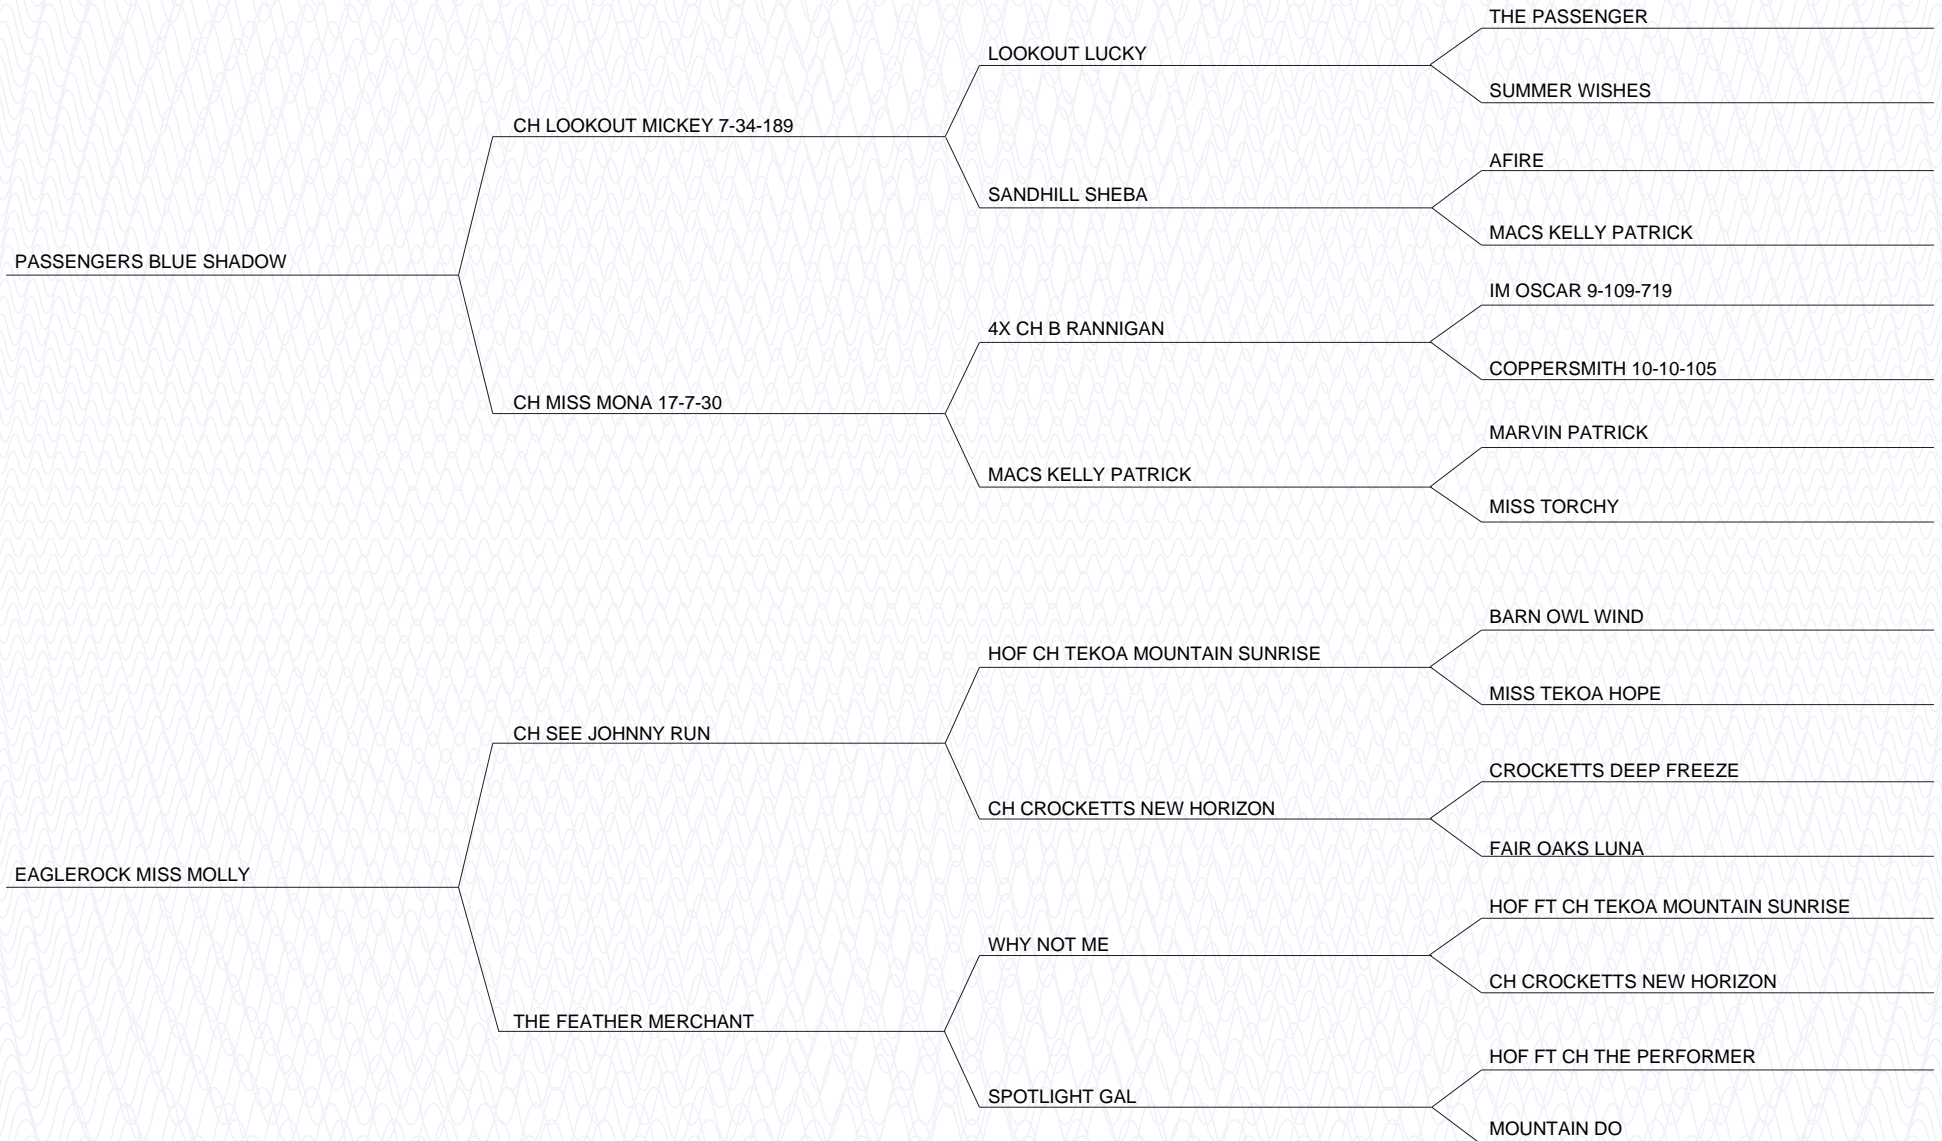 THE PASSENGER
LOOKOUT LUCKY
SUMMER WISHES
CH LOOKOUT MICKEY 7-34-189
AFIRE
SANDHILL SHEBA
MACS KELLY PATRICK
PASSENGERS BLUE SHADOW
IM OSCAR 9-109-719
4X CH B RANNIGAN
COPPERSMITH 10-10-105
CH MISS MONA 17-7-30
MARVIN PATRICK
MACS KELLY PATRICK
MISS TORCHY
BARN OWL WIND
HOF CH TEKOA MOUNTAIN SUNRISE
MISS TEKOA HOPE
CH SEE JOHNNY RUN
CROCKETTS DEEP FREEZE
CH CROCKETTS NEW HORIZON
FAIR OAKS LUNA
EAGLEROCK MISS MOLLY
HOF FT CH TEKOA MOUNTAIN SUNRISE
WHY NOT ME
CH CROCKETTS NEW HORIZON
THE FEATHER MERCHANT
HOF FT CH THE PERFORMER
SPOTLIGHT GAL
MOUNTAIN DO